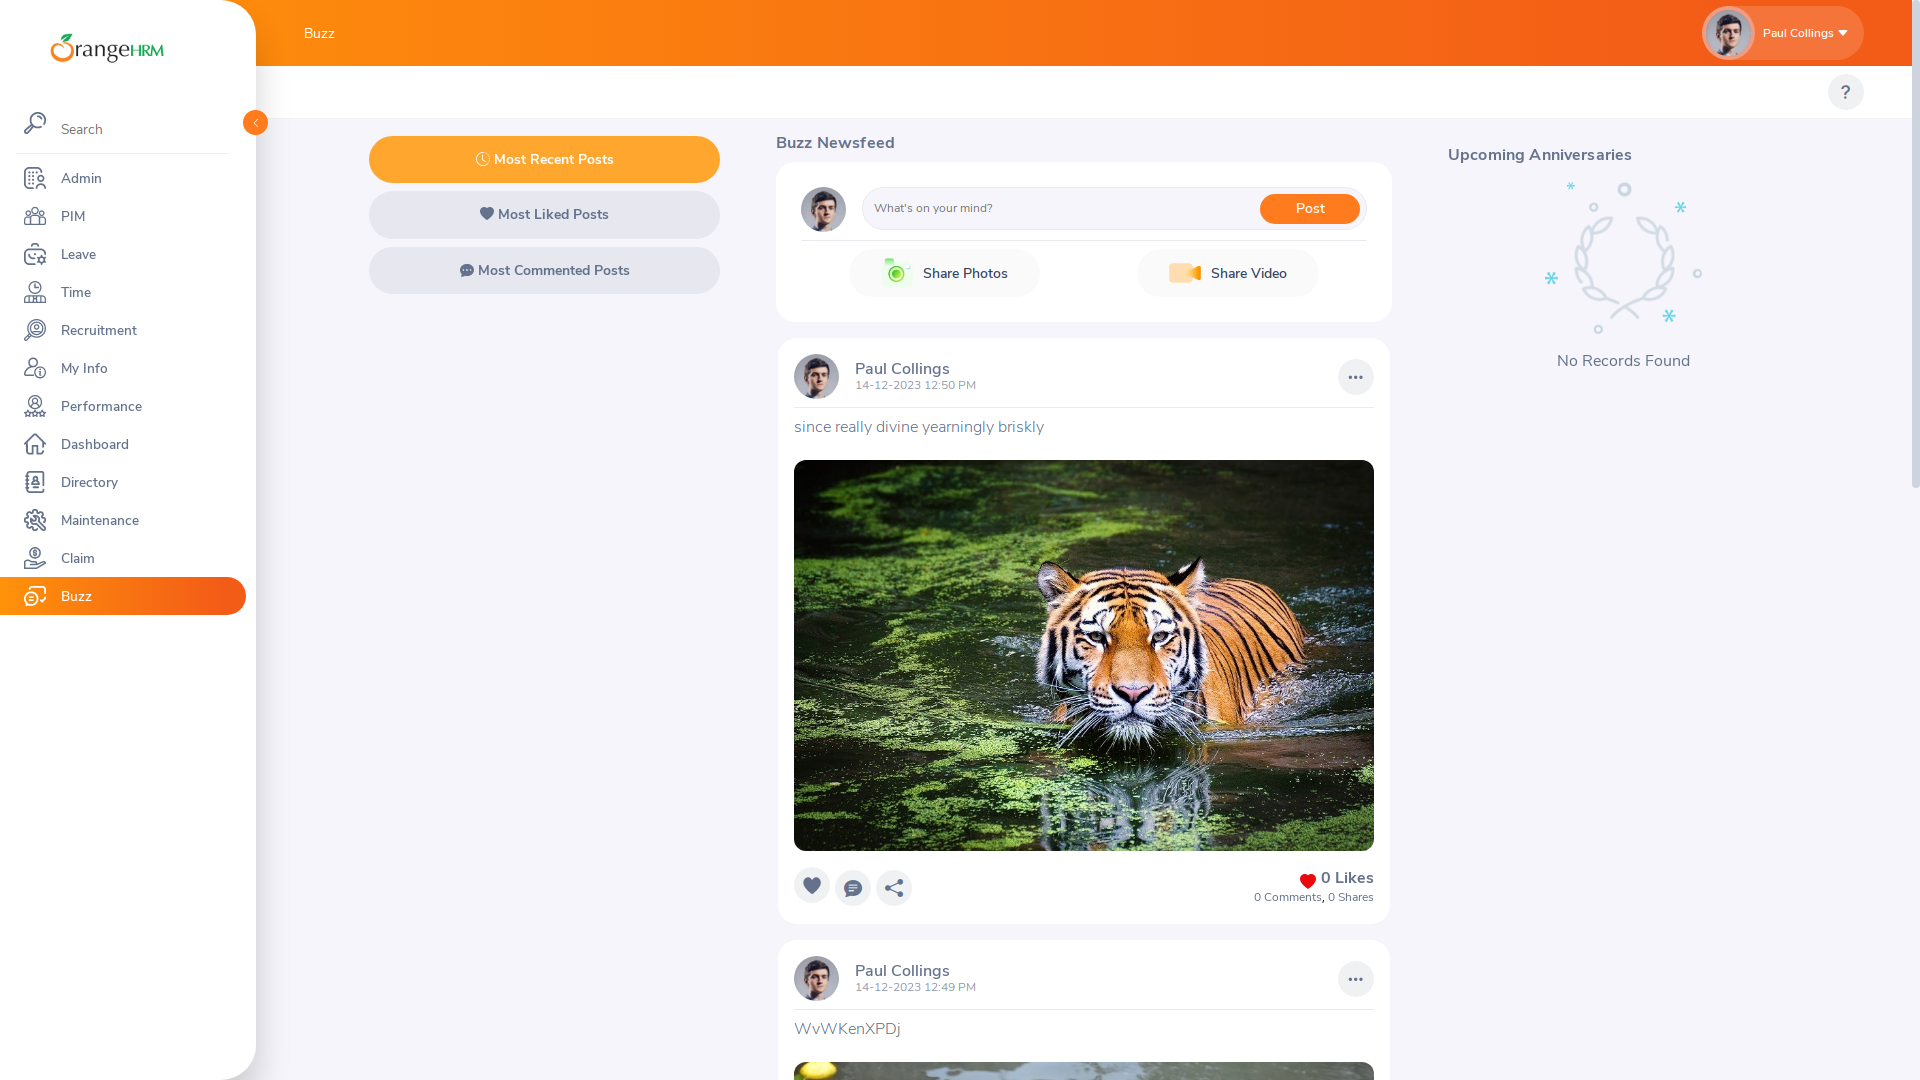 OrangeHRM
Search
Admin
PIM
Leave
Time
Recruitment
My Info
Performance
Dashboard
Directory
Maintenance
Claim
Buzz
Buzz
Paul Collings
?
Most Recent Posts
Most Liked Posts
Most Commented Posts
Buzz Newsfeed
What's on your mind?
Post
Share Photos
Share Video
Paul Collings
14-12-2023 12:50 PM
since really divine yearningly briskly
0 Likes
0 Comments, 0 Shares
Paul Collings
14-12-2023 12:49 PM
WvWKenXPDj
Upcoming Anniversaries
No Records Found